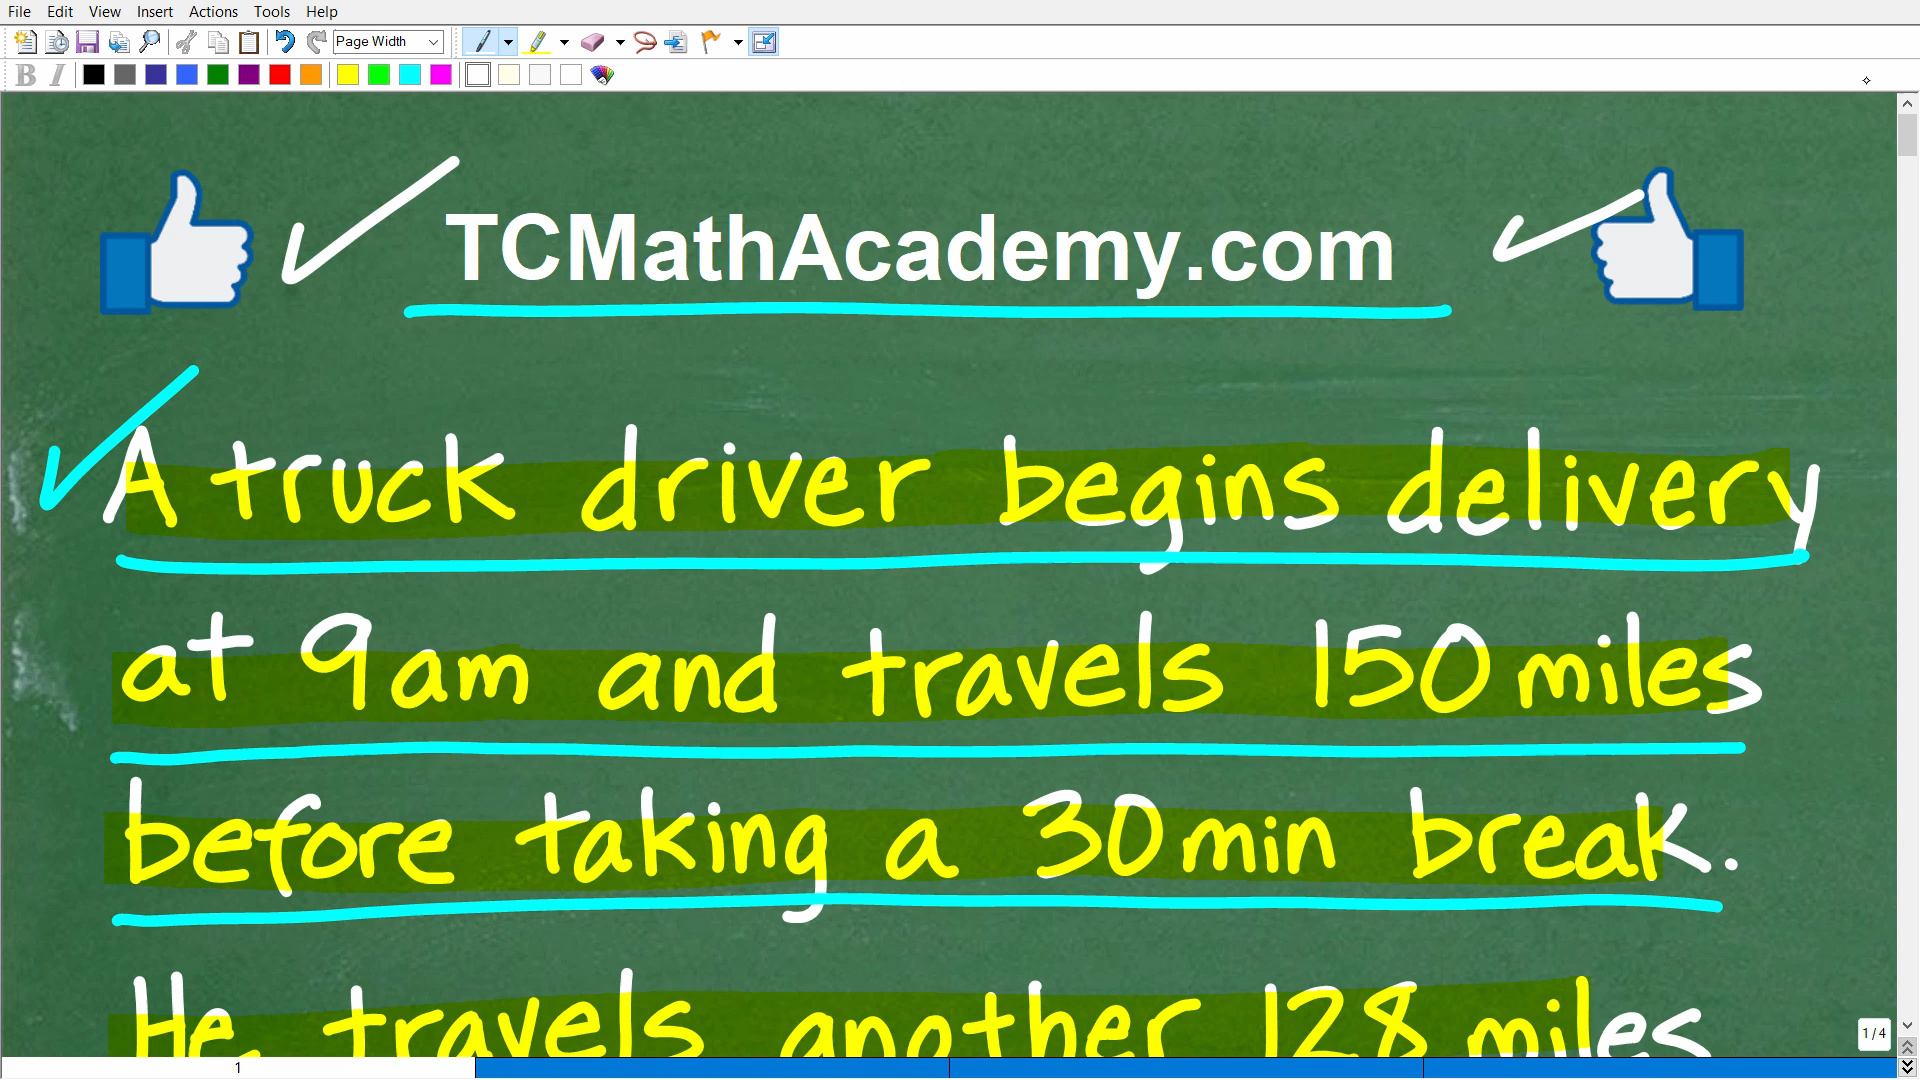 File Edit View Insert Actions Tools Help
Page Width
B I
TCMathAcademy.com
A truck driver begins delivery
at 9am and travels 150 miles
before taking a 30 min break.
He travels another 128 miles
1 / 4
1